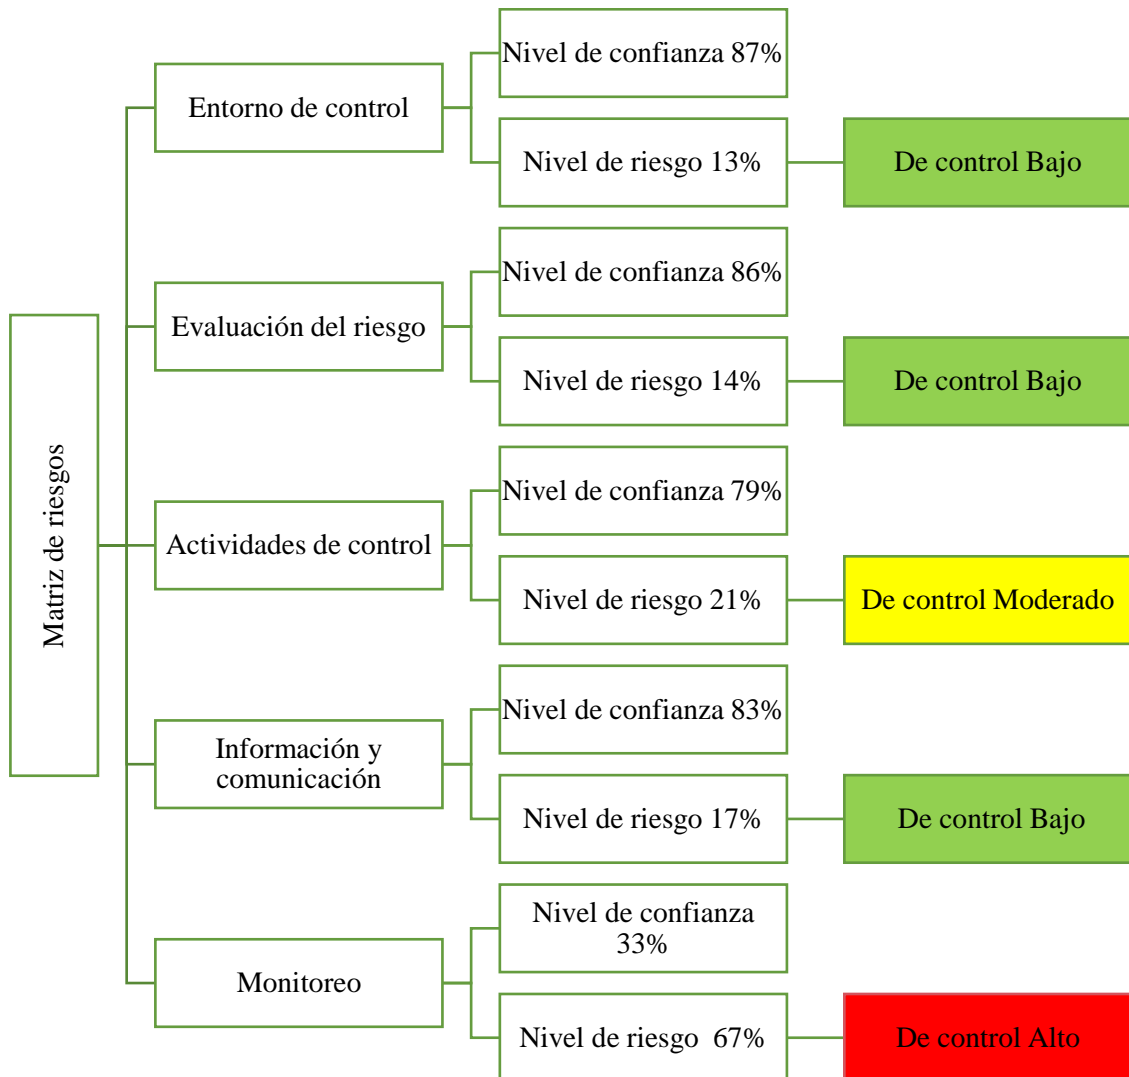 Matriz de riesgos
Entorno de control
Nivel de confianza 87%
Nivel de riesgo 13%
De control Bajo
Evaluación del riesgo
Nivel de confianza 86%
Nivel de riesgo 14%
De control Bajo
Actividades de control
Nivel de confianza 79%
Nivel de riesgo 21%
De control Moderado
Información y
comunicación
Nivel de confianza 83%
Nivel de riesgo 17%
De control Bajo
Monitoreo
Nivel de confianza
33%
Nivel de riesgo  67%
De control Alto